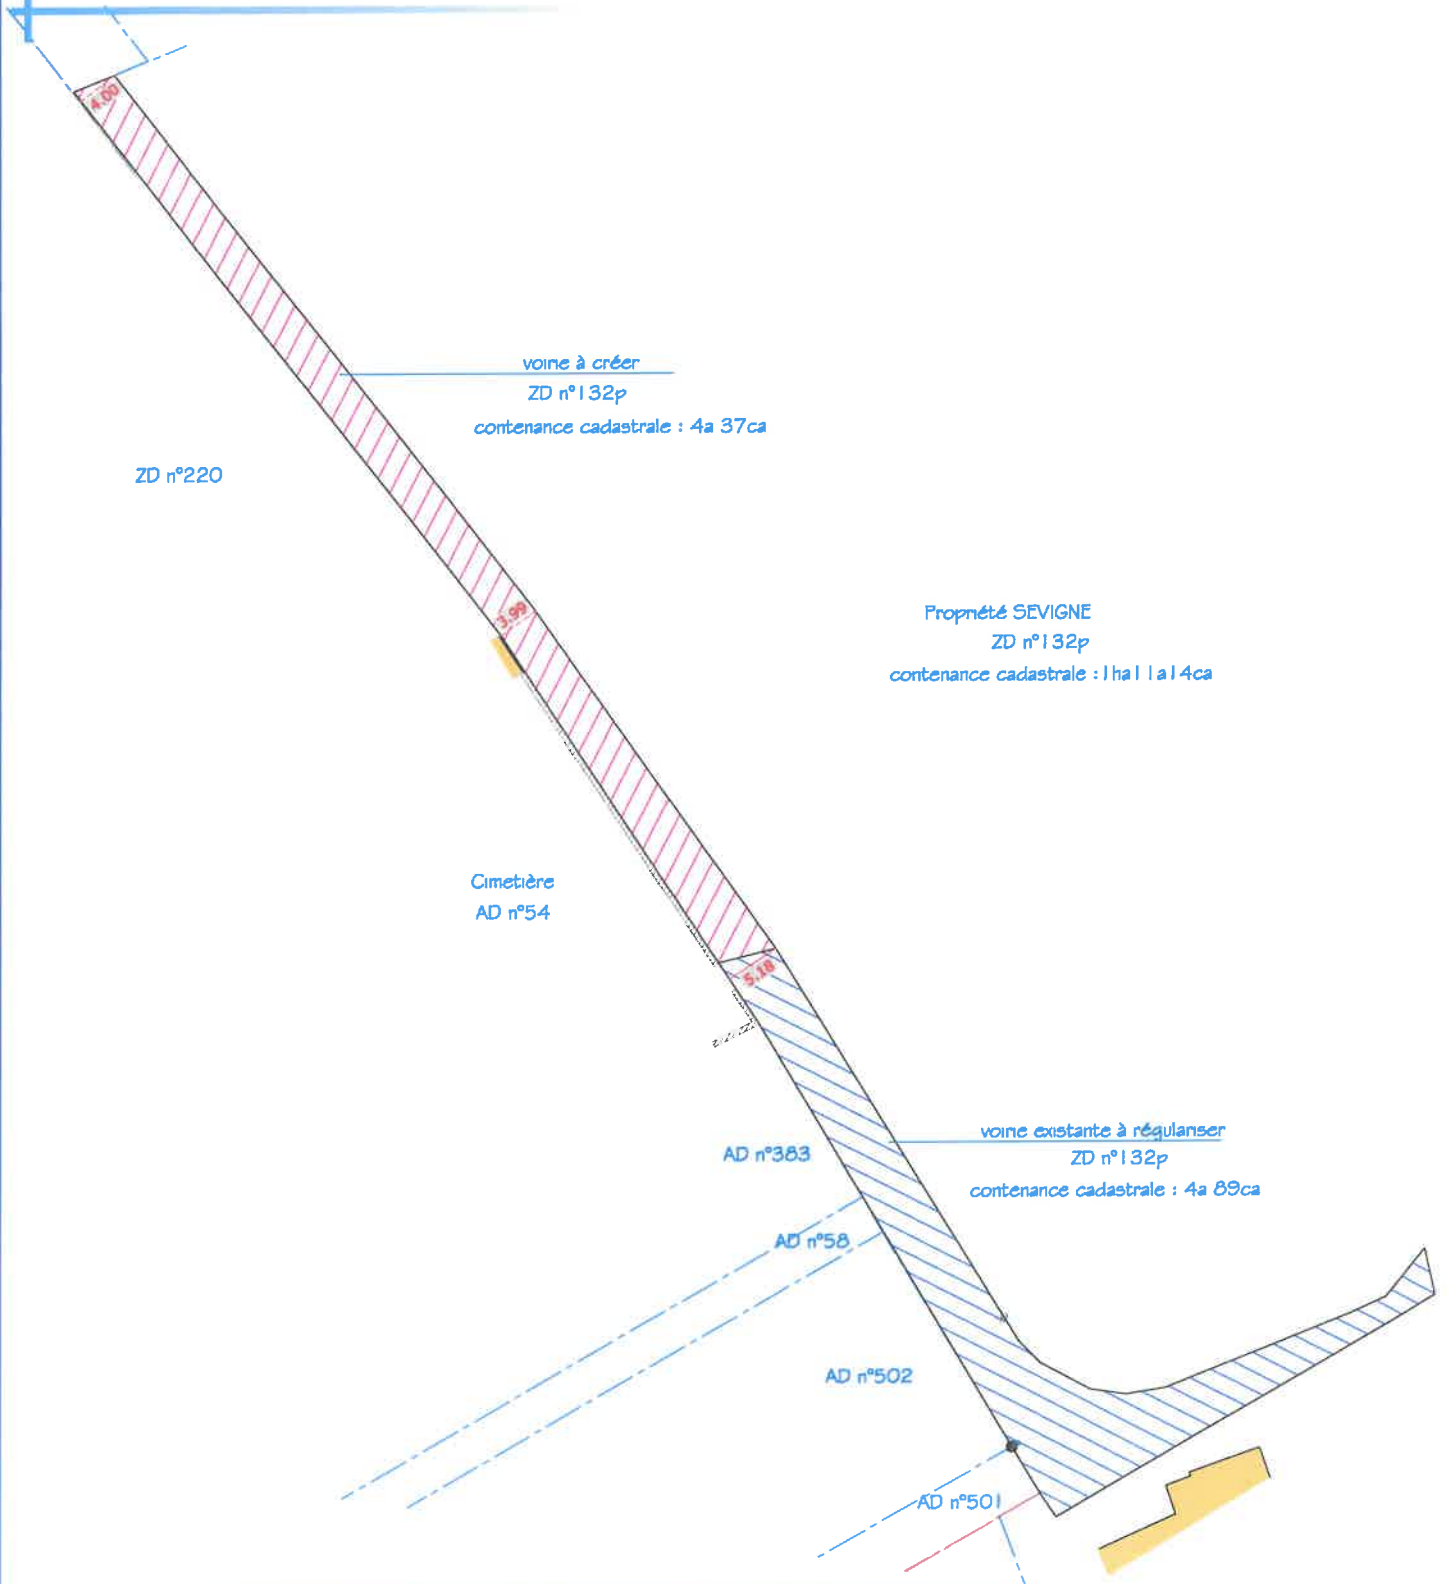 4.00
voirie à créer
ZD n°132p
contenance cadastrale : 4a 37ca
ZD n°220
3.99
Propriété SEVIGNE
ZD n°132p
contenance cadastrale : 1ha11a14ca
Cimetière
AD n°54
5.18
voirie existante à régulariser
ZD n°132p
contenance cadastrale : 4a 89ca
AD n°383
AD n°58
AD n°502
AD n°501